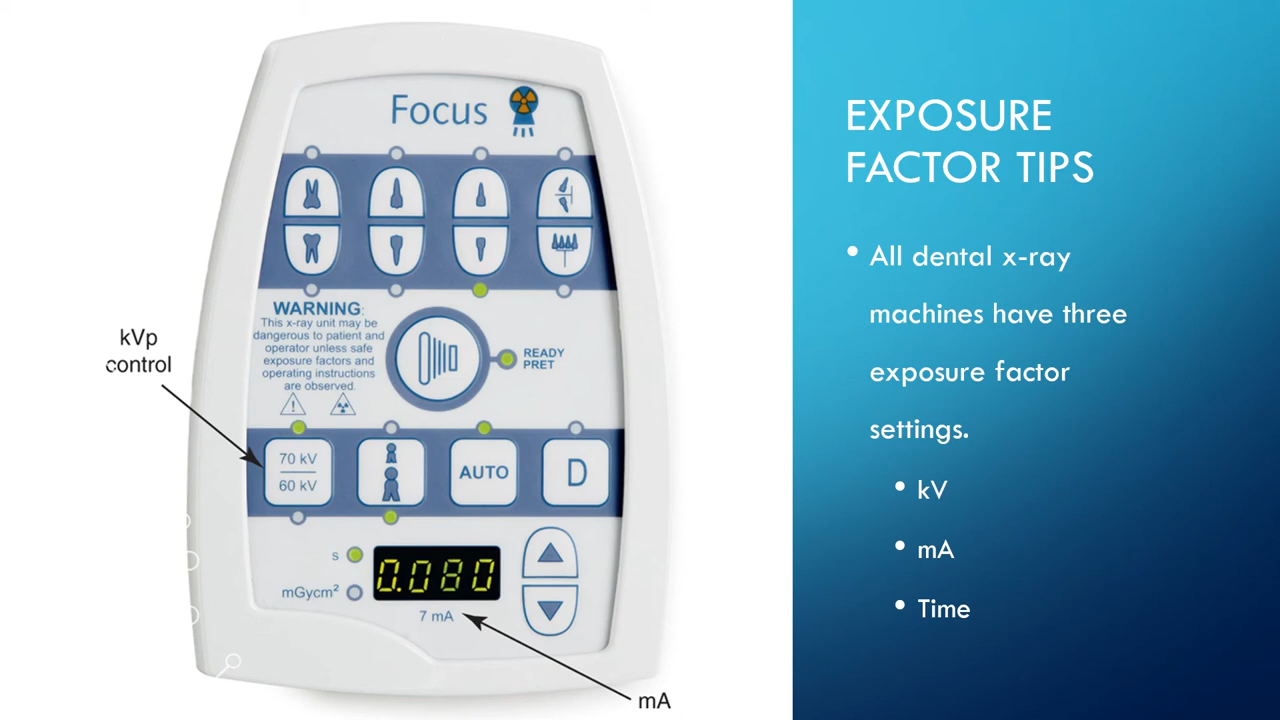 Focus
WARNING:
This x-ray unit may be
dangerous to patient and
operator unless safe
exposure factors and
operating instructions
are observed.
READY
PRET
kVp
control
70 kV
60 kV
AUTO
D
s
0.080
mGycm²
7 mA
mA
EXPOSURE
FACTOR TIPS
• All dental x-ray
machines have three
exposure factor
settings.
• kV
• mA
• Time